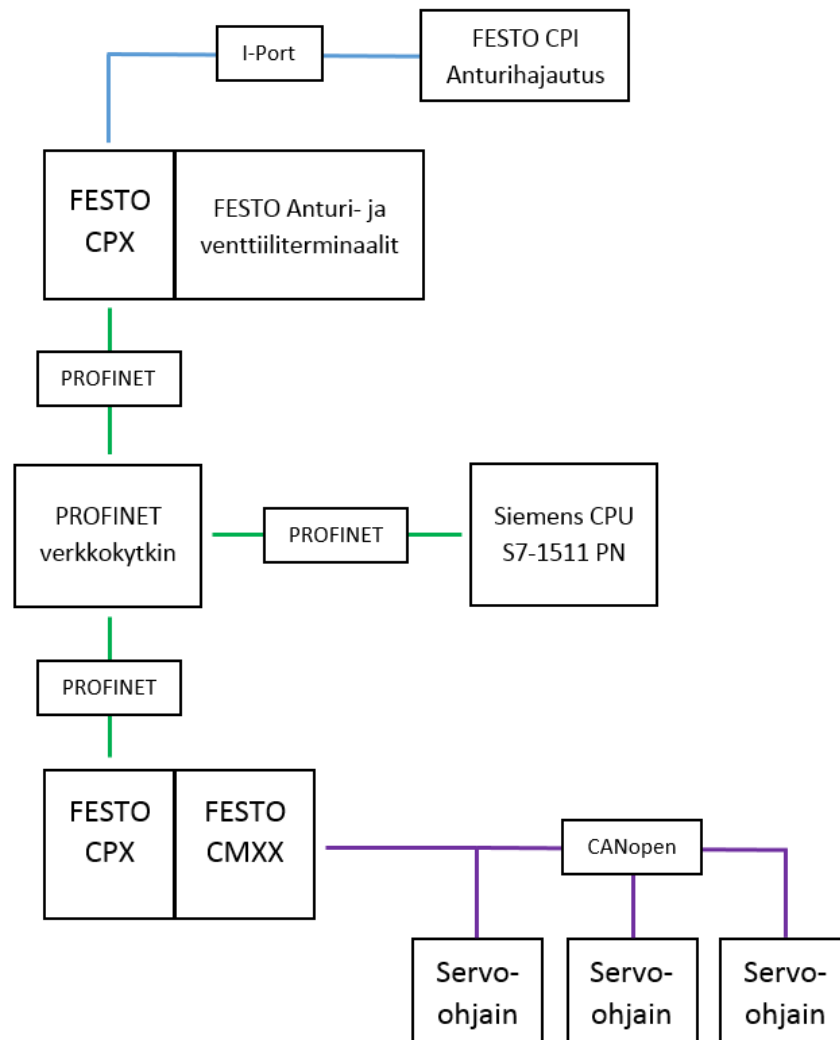 I-Port
FESTO CPI
Anturihajautus
FESTO
CPX
FESTO Anturi- ja
venttiiliterminaalit
PROFINET
PROFINET
verkkokytkin
PROFINET
Siemens CPU
S7-1511 PN
PROFINET
FESTO
CPX
FESTO
CMXX
CANopen
Servo-
ohjain
Servo-
ohjain
Servo-
ohjain